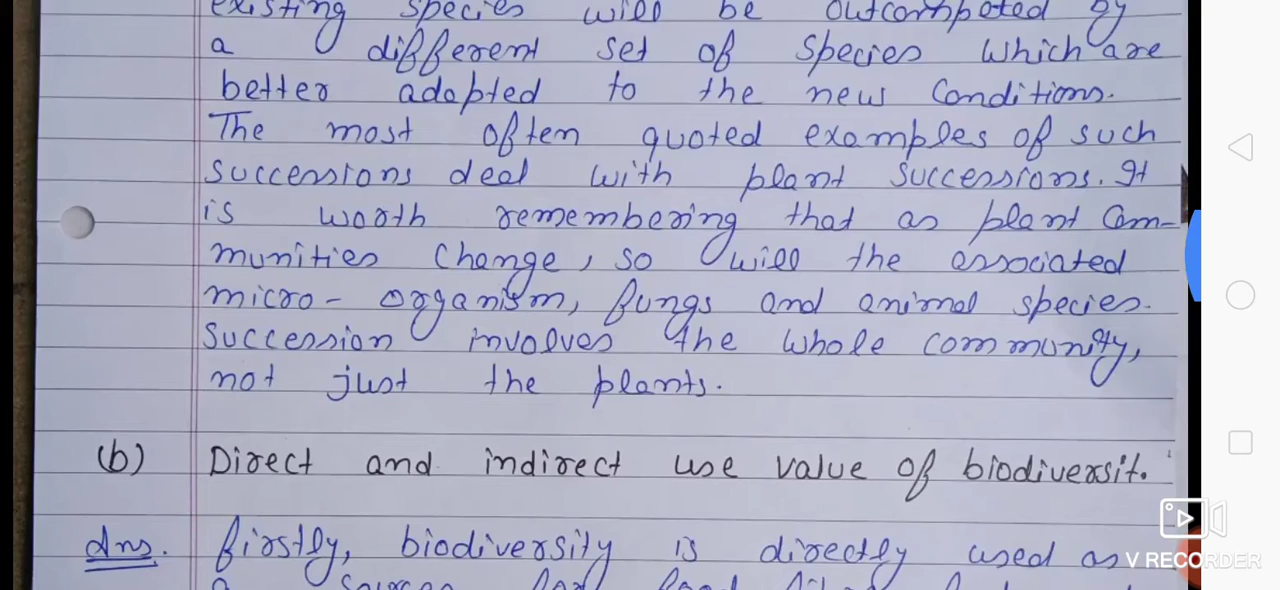 existing species will be outcompeted by
a different set of species which are
better adapted to the new conditions.
The most often quoted examples of such
successions deal with plant successions. It
is worth remembering that as plant com-
munities change, so will the associated
micro-organism, fungs and animal species.
Succession involves the whole community,
not just the plants.
(b) Direct and indirect use value of biodiversit.
Ans. firstly, biodiversity is directly used as
a sources for food
V RECORDER